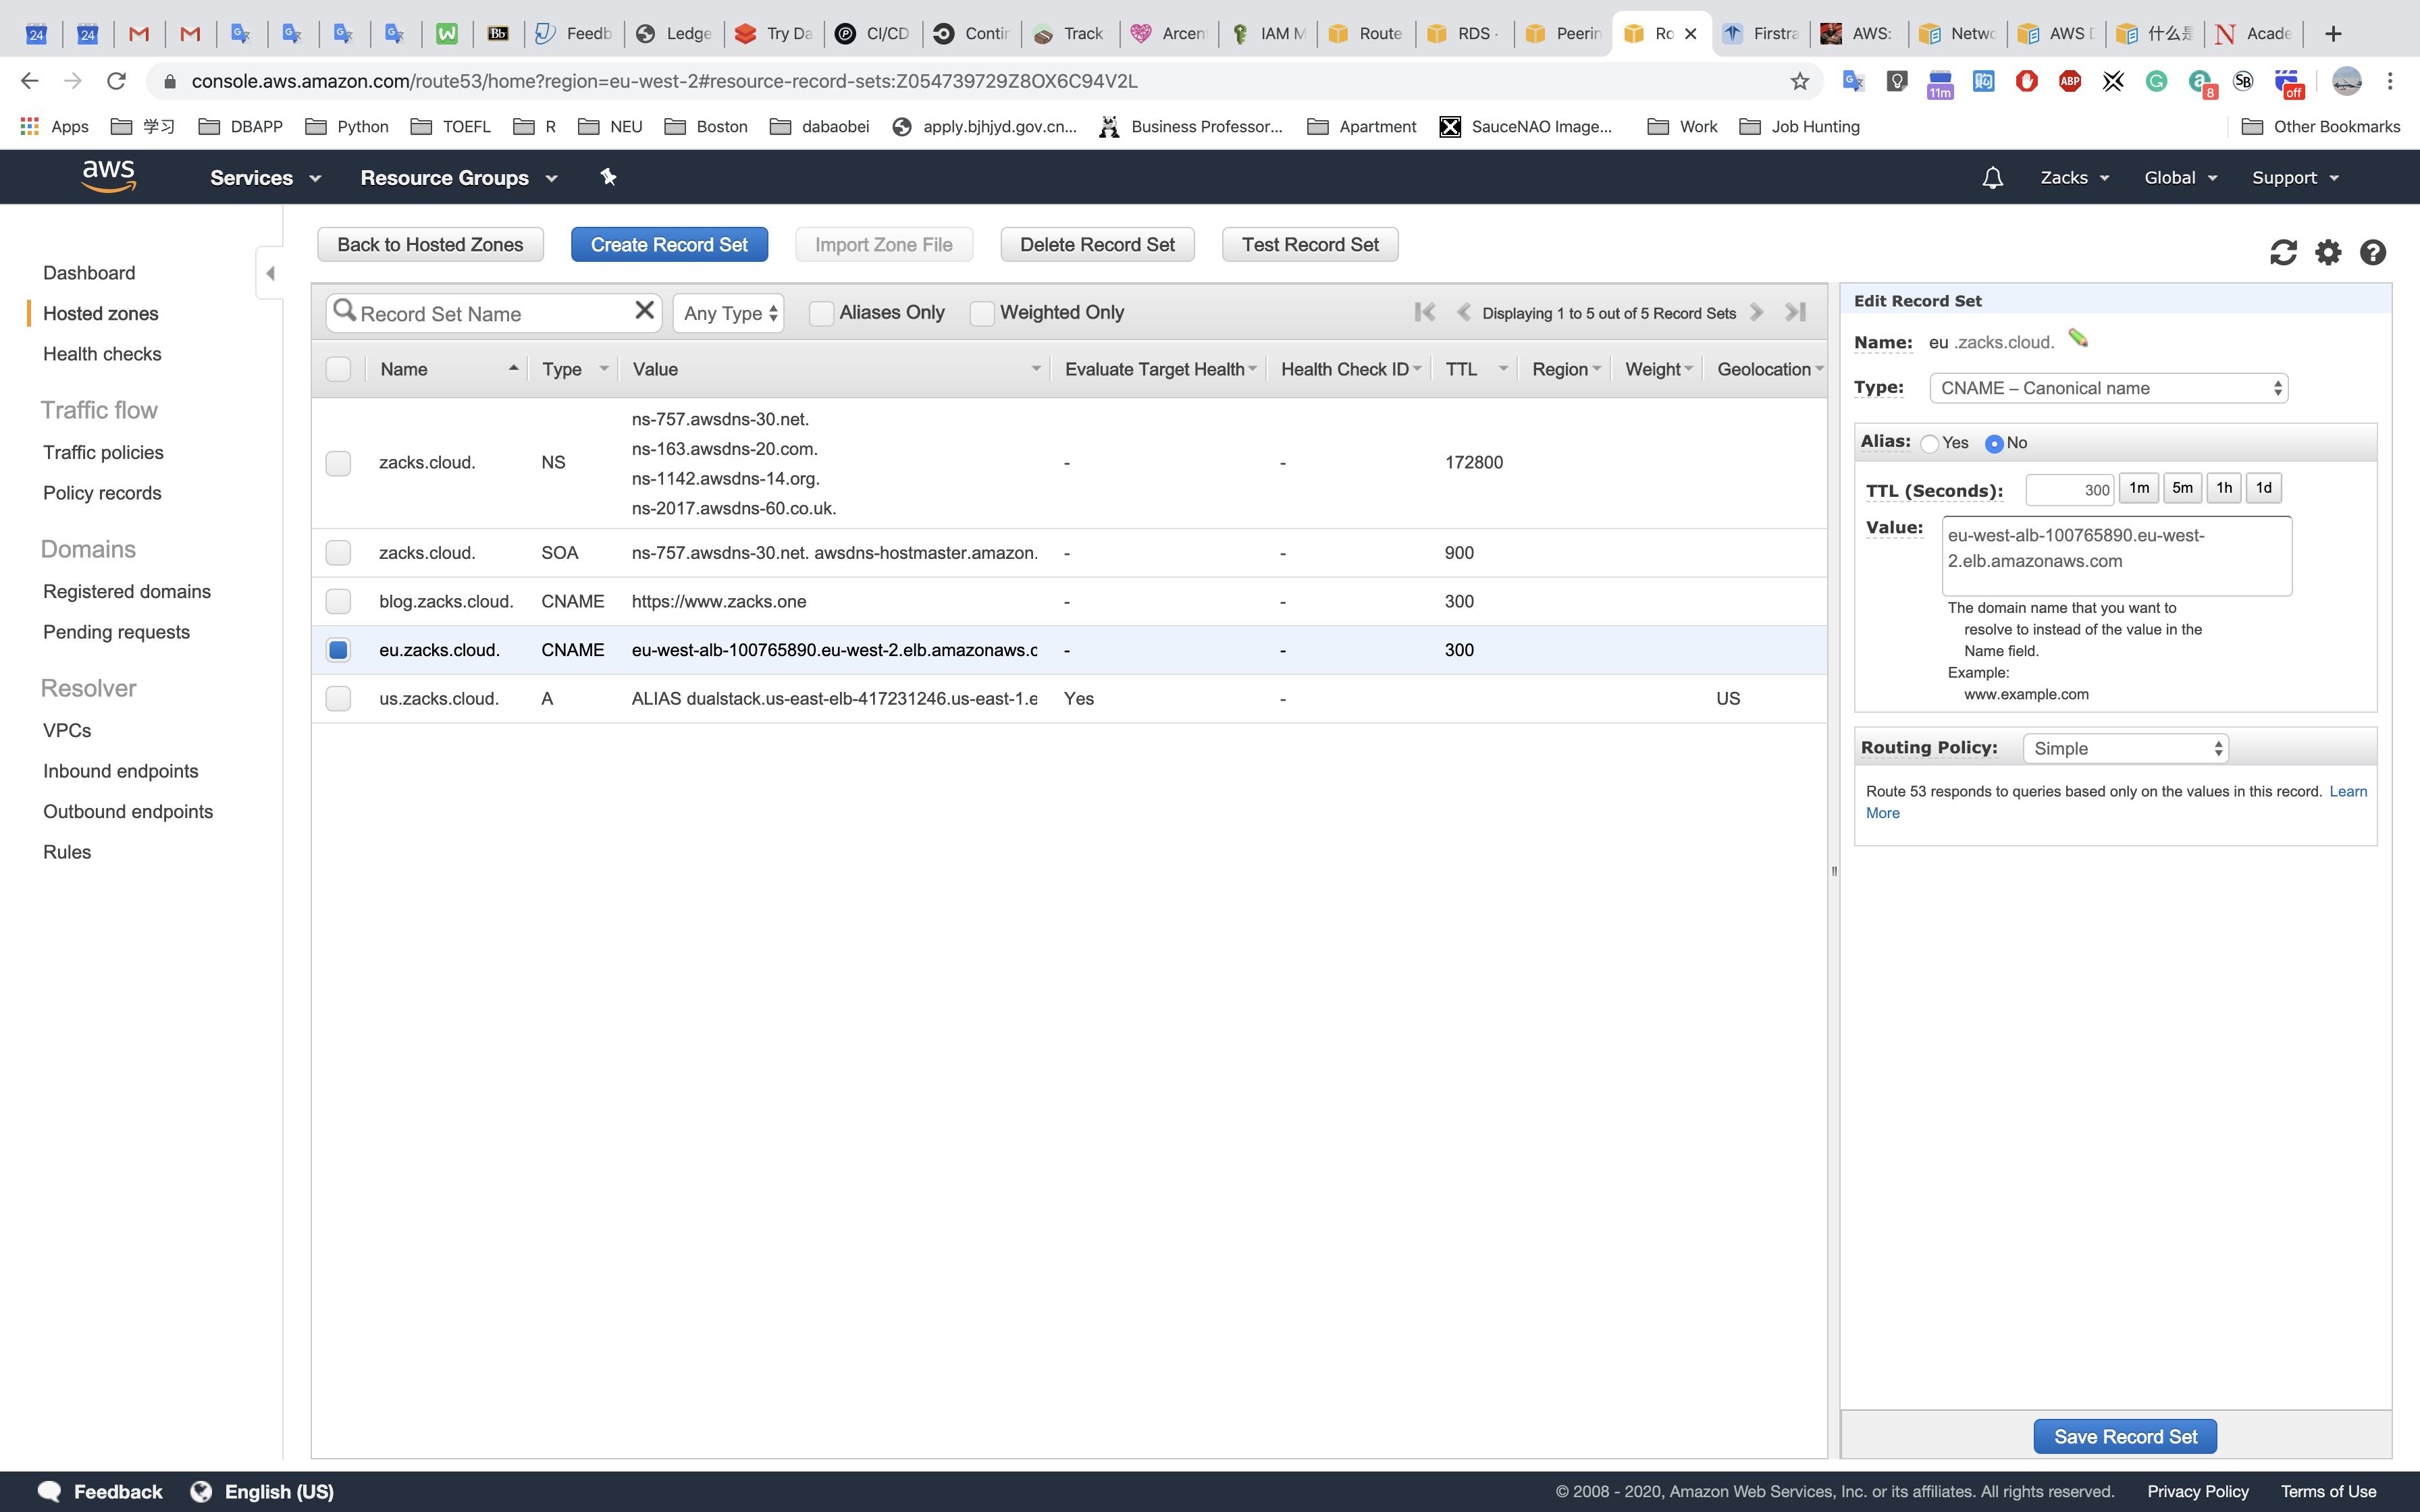 24 24 Bb Feedb Ledge Try Da CI/CD Contin Track Arcen IAM M Route RDS · Peerin Ro Firstra AWS: Netwo AWS D 什么是 Acade
console.aws.amazon.com/route53/home?region=eu-west-2#resource-record-sets:Z054739729Z8OX6C94V2L
11m ABP 8 SB off
Apps 学习 DBAPP Python TOEFL R NEU Boston dabaobei apply.bjhjyd.gov.cn... Business Professor... Apartment SauceNAO Image... Work Job Hunting Other Bookmarks
aws Services Resource Groups Zacks Global Support
Dashboard
Hosted zones
Health checks
Traffic flow
Traffic policies
Policy records
Domains
Registered domains
Pending requests
Resolver
VPCs
Inbound endpoints
Outbound endpoints
Rules
Back to Hosted Zones Create Record Set Import Zone File Delete Record Set Test Record Set
Record Set Name Any Type Aliases Only Weighted Only Displaying 1 to 5 out of 5 Record Sets
Name Type Value Evaluate Target Health Health Check ID TTL Region Weight Geolocation
ns-757.awsdns-30.net.
ns-163.awsdns-20.com.
zacks.cloud. NS - - 172800
ns-1142.awsdns-14.org.
ns-2017.awsdns-60.co.uk.
zacks.cloud. SOA ns-757.awsdns-30.net. awsdns-hostmaster.amazon. - - 900
blog.zacks.cloud. CNAME https://www.zacks.one - - 300
eu.zacks.cloud. CNAME eu-west-alb-100765890.eu-west-2.elb.amazonaws.c - - 300
us.zacks.cloud. A ALIAS dualstack.us-east-elb-417231246.us-east-1.e Yes - US
Edit Record Set
Name: eu .zacks.cloud.
Type: CNAME – Canonical name
Alias: Yes No
TTL (Seconds): 300 1m 5m 1h 1d
Value: eu-west-alb-100765890.eu-west-
2.elb.amazonaws.com
The domain name that you want to
resolve to instead of the value in the
Name field.
Example:
www.example.com
Routing Policy: Simple
Route 53 responds to queries based only on the values in this record. Learn
More
Save Record Set
Feedback English (US) © 2008 - 2020, Amazon Web Services, Inc. or its affiliates. All rights reserved. Privacy Policy Terms of Use